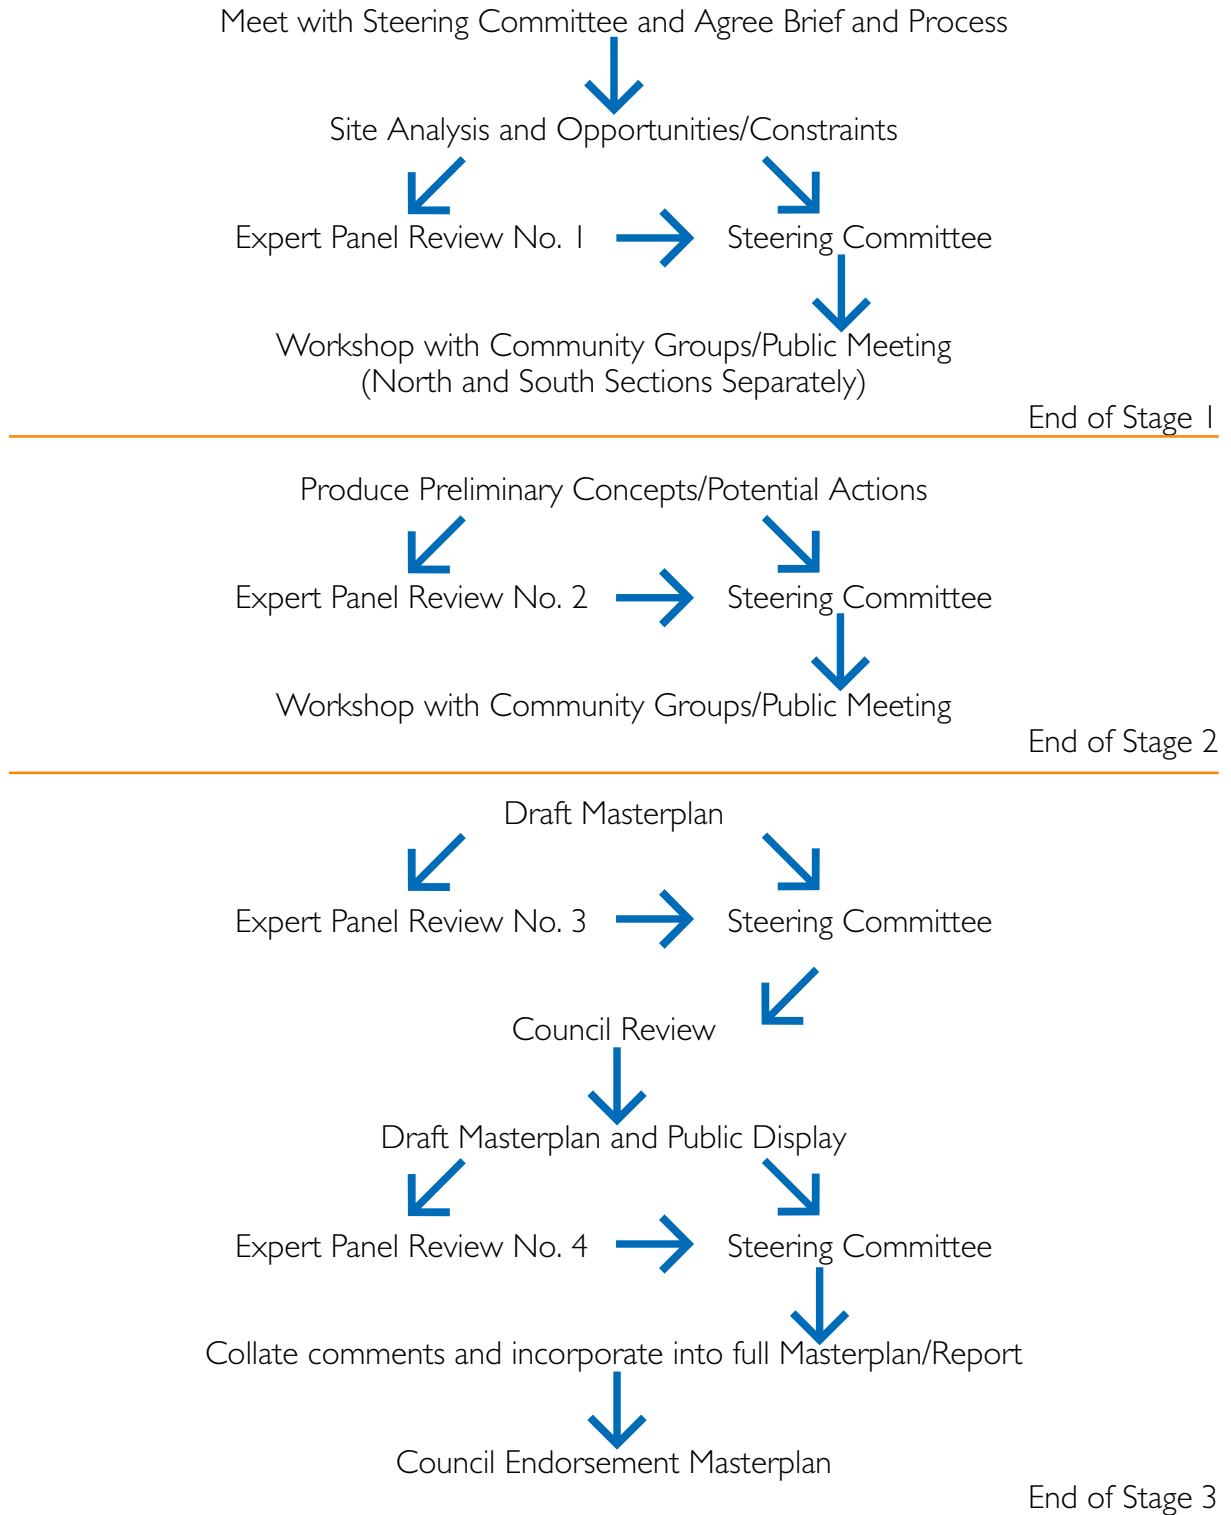 Meet with Steering Committee and Agree Brief and Process
Site Analysis and Opportunities/Constraints
Expert Panel Review No. 1
Steering Committee
Workshop with Community Groups/Public Meeting
(North and South Sections Separately)
End of Stage 1
Produce Preliminary Concepts/Potential Actions
Expert Panel Review No. 2
Steering Committee
Workshop with Community Groups/Public Meeting
End of Stage 2
Draft Masterplan
Expert Panel Review No. 3
Steering Committee
Council Review
Draft Masterplan and Public Display
Expert Panel Review No. 4
Steering Committee
Collate comments and incorporate into full Masterplan/Report
Council Endorsement Masterplan
End of Stage 3